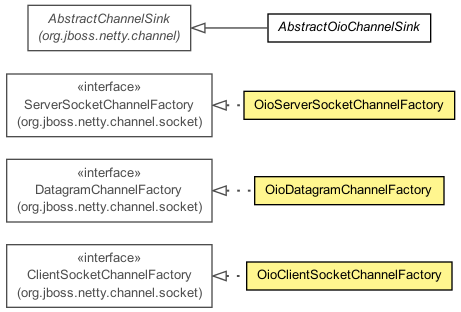 AbstractChannelSink
(org.jboss.netty.channel)
AbstractOioChannelSink
«interface»
ServerSocketChannelFactory
(org.jboss.netty.channel.socket)
OioServerSocketChannelFactory
«interface»
DatagramChannelFactory
(org.jboss.netty.channel.socket)
OioDatagramChannelFactory
«interface»
ClientSocketChannelFactory
(org.jboss.netty.channel.socket)
OioClientSocketChannelFactory